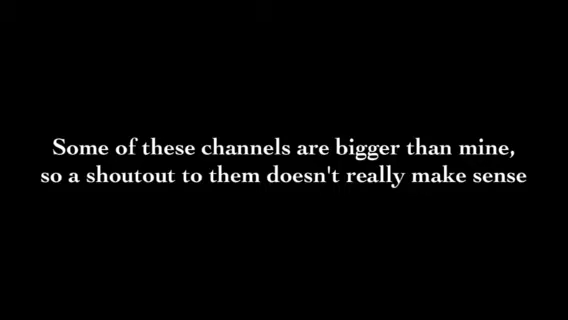 Some of these channels are bigger than mine,
so a shoutout to them doesn't really make sense